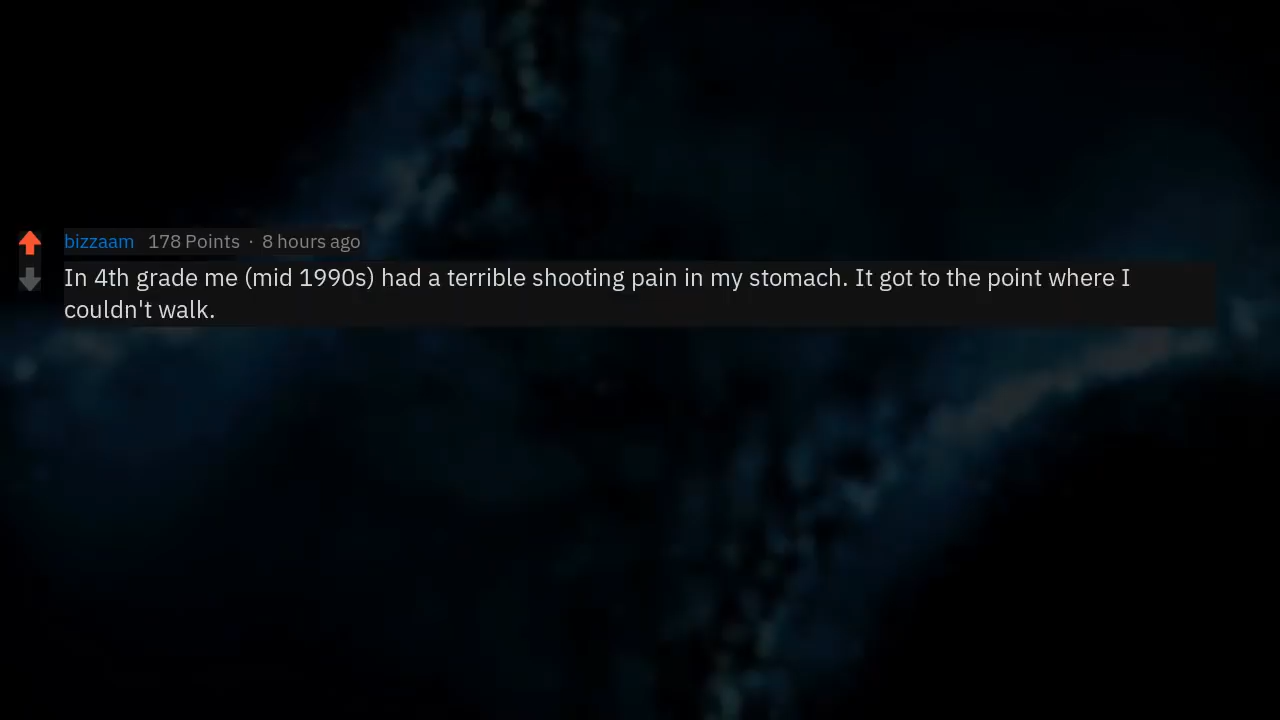 bizzaam 178 Points · 8 hours ago
In 4th grade me (mid 1990s) had a terrible shooting pain in my stomach. It got to the point where I
couldn't walk.